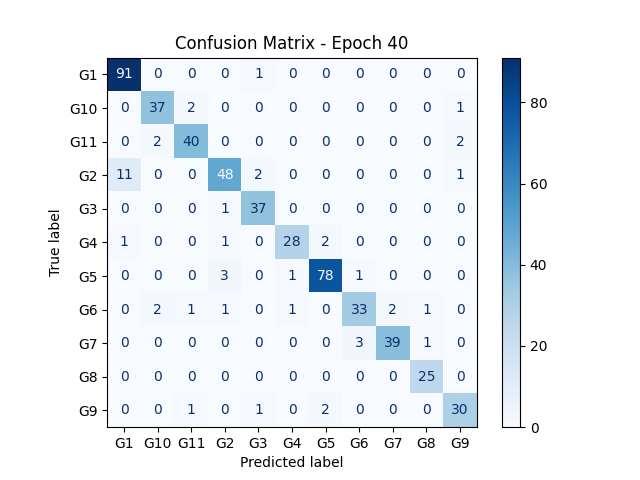 Confusion Matrix - Epoch 40
True label
G1 91 0 0 0 1 0 0 0 0 0 0
G10 0 37 2 0 0 0 0 0 0 0 1
G11 0 2 40 0 0 0 0 0 0 0 2
G2 11 0 0 48 2 0 0 0 0 0 1
G3 0 0 0 1 37 0 0 0 0 0 0
G4 1 0 0 1 0 28 2 0 0 0 0
G5 0 0 0 3 0 1 78 1 0 0 0
G6 0 2 1 1 0 1 0 33 2 1 0
G7 0 0 0 0 0 0 0 3 39 1 0
G8 0 0 0 0 0 0 0 0 0 25 0
G9 0 0 1 0 1 0 2 0 0 0 30
G1 G10 G11 G2 G3 G4 G5 G6 G7 G8 G9
Predicted label
80
60
40
20
0